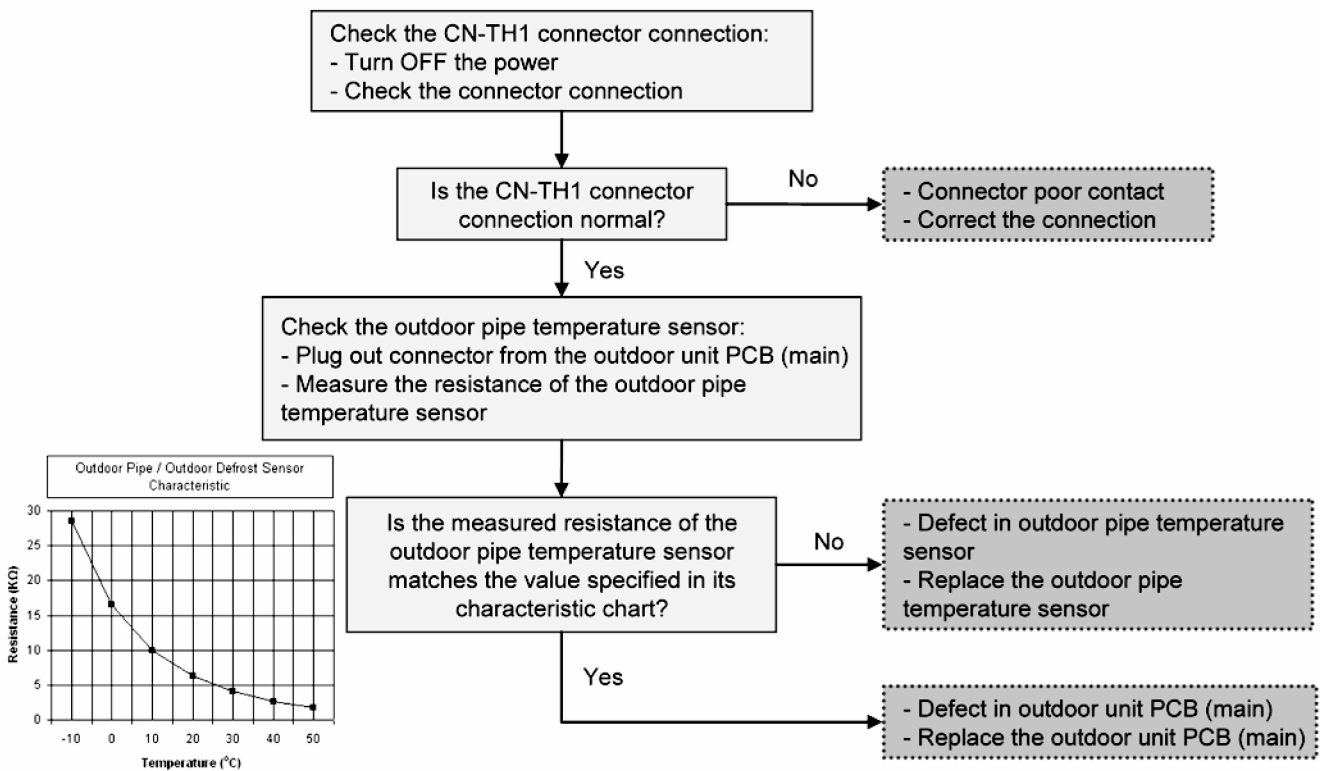 Check the CN-TH1 connector connection:
- Turn OFF the power
- Check the connector connection
Is the CN-TH1 connector
connection normal?
No
- Connector poor contact
- Correct the connection
Yes
Check the outdoor pipe temperature sensor:
- Plug out connector from the outdoor unit PCB (main)
- Measure the resistance of the outdoor pipe
temperature sensor
Outdoor Pipe / Outdoor Defrost Sensor
Characteristic
Resistance (KΩ)
30
25
20
15
10
5
0
-10 0 10 20 30 40 50
Temperature (°C)
Is the measured resistance of the
outdoor pipe temperature sensor
matches the value specified in its
characteristic chart?
No
- Defect in outdoor pipe temperature
sensor
- Replace the outdoor pipe
temperature sensor
Yes
- Defect in outdoor unit PCB (main)
- Replace the outdoor unit PCB (main)